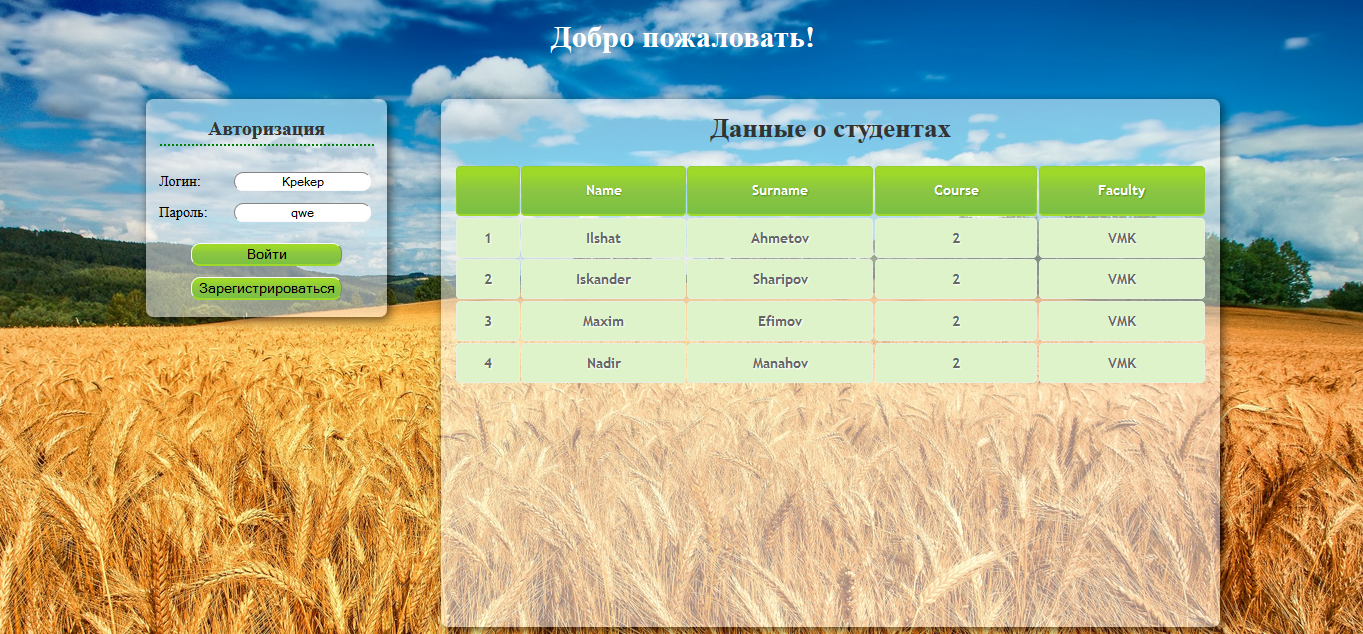 Добро пожаловать!
Авторизация
Логин: Kpekep
Пароль: qwe
Войти
Зарегистрироваться
Данные о студентах
Name Surname Course Faculty
1 Ilshat Ahmetov 2 VMK
2 Iskander Sharipov 2 VMK
3 Maxim Efimov 2 VMK
4 Nadir Manahov 2 VMK